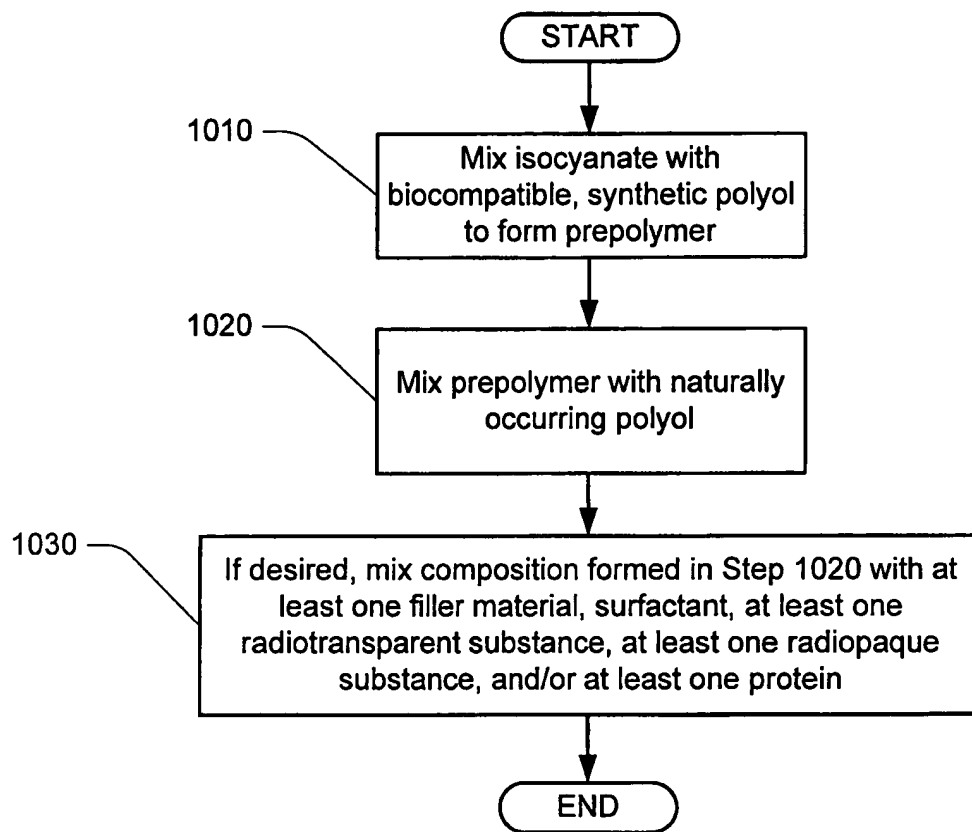 START
1010
Mix isocyanate with
biocompatible, synthetic polyol
to form prepolymer
1020
Mix prepolymer with naturally
occurring polyol
1030
If desired, mix composition formed in Step 1020 with at
least one filler material, surfactant, at least one
radiotransparent substance, at least one radiopaque
substance, and/or at least one protein
END